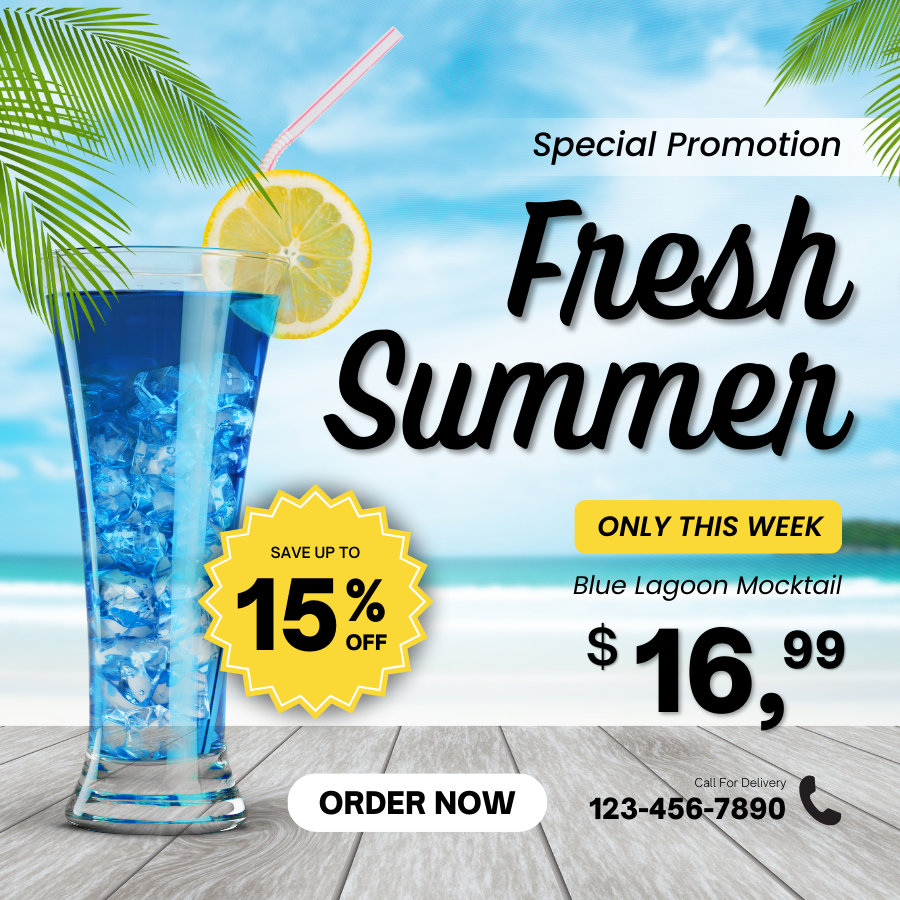 Special Promotion
Fresh
Summer
ONLY THIS WEEK
Blue Lagoon Mocktail
$16,99
SAVE UP TO
15%
OFF
ORDER NOW
Call For Delivery
123-456-7890